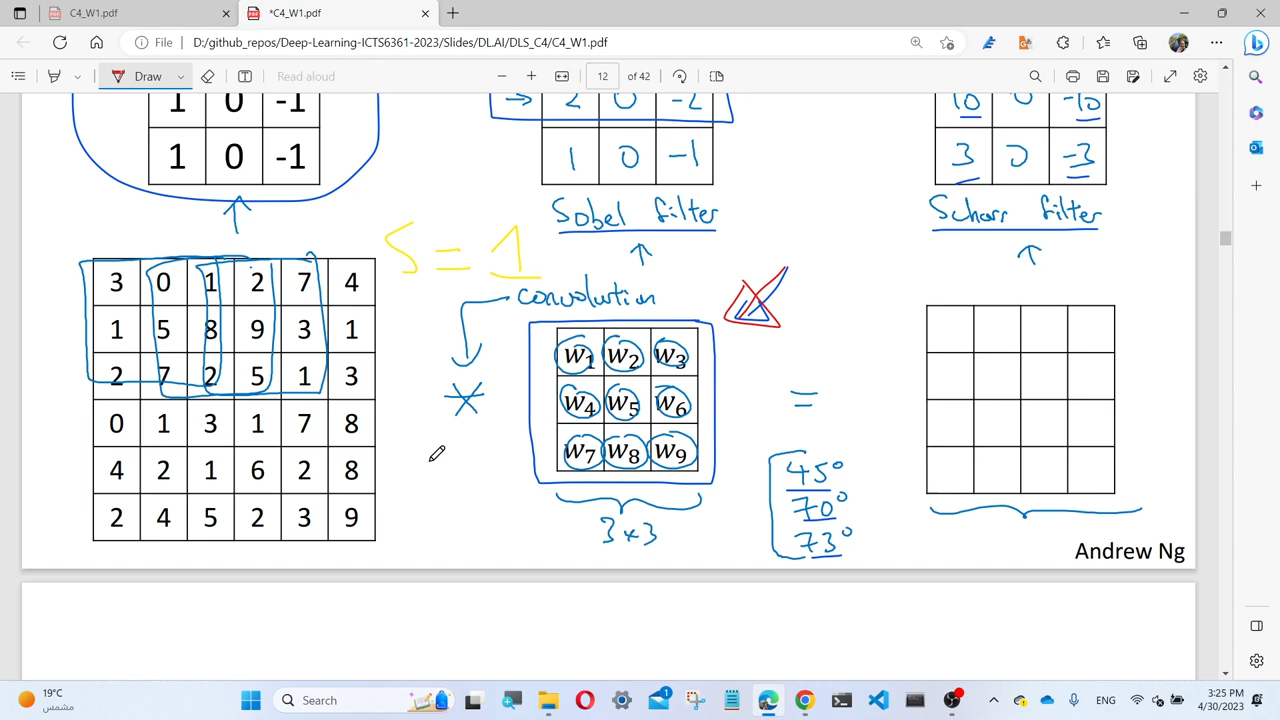 C4_W1.pdf
*C4_W1.pdf
File
D:/github_repos/Deep-Learning-ICTS6361-2023/Slides/DL.AI/DLS_C4/C4_W1.pdf
Draw
Read aloud
12 of 42
1 0 -1
1 0 -1
→ 2 0 -2
1 0 -1
Sobel filter
10 0 -10
3 0 -3
Scharr filter
S = 1
3 0 1 2 7 4
1 5 8 9 3 1
2 7 2 5 1 3
0 1 3 1 7 8
4 2 1 6 2 8
2 4 5 2 3 9
convolution
*
w1 w2 w3
w4 w5 w6
w7 w8 w9
3×3
=
45°
70°
73°
Andrew Ng
19°C
مشمس
Search
1
ENG
3:25 PM
4/30/2023